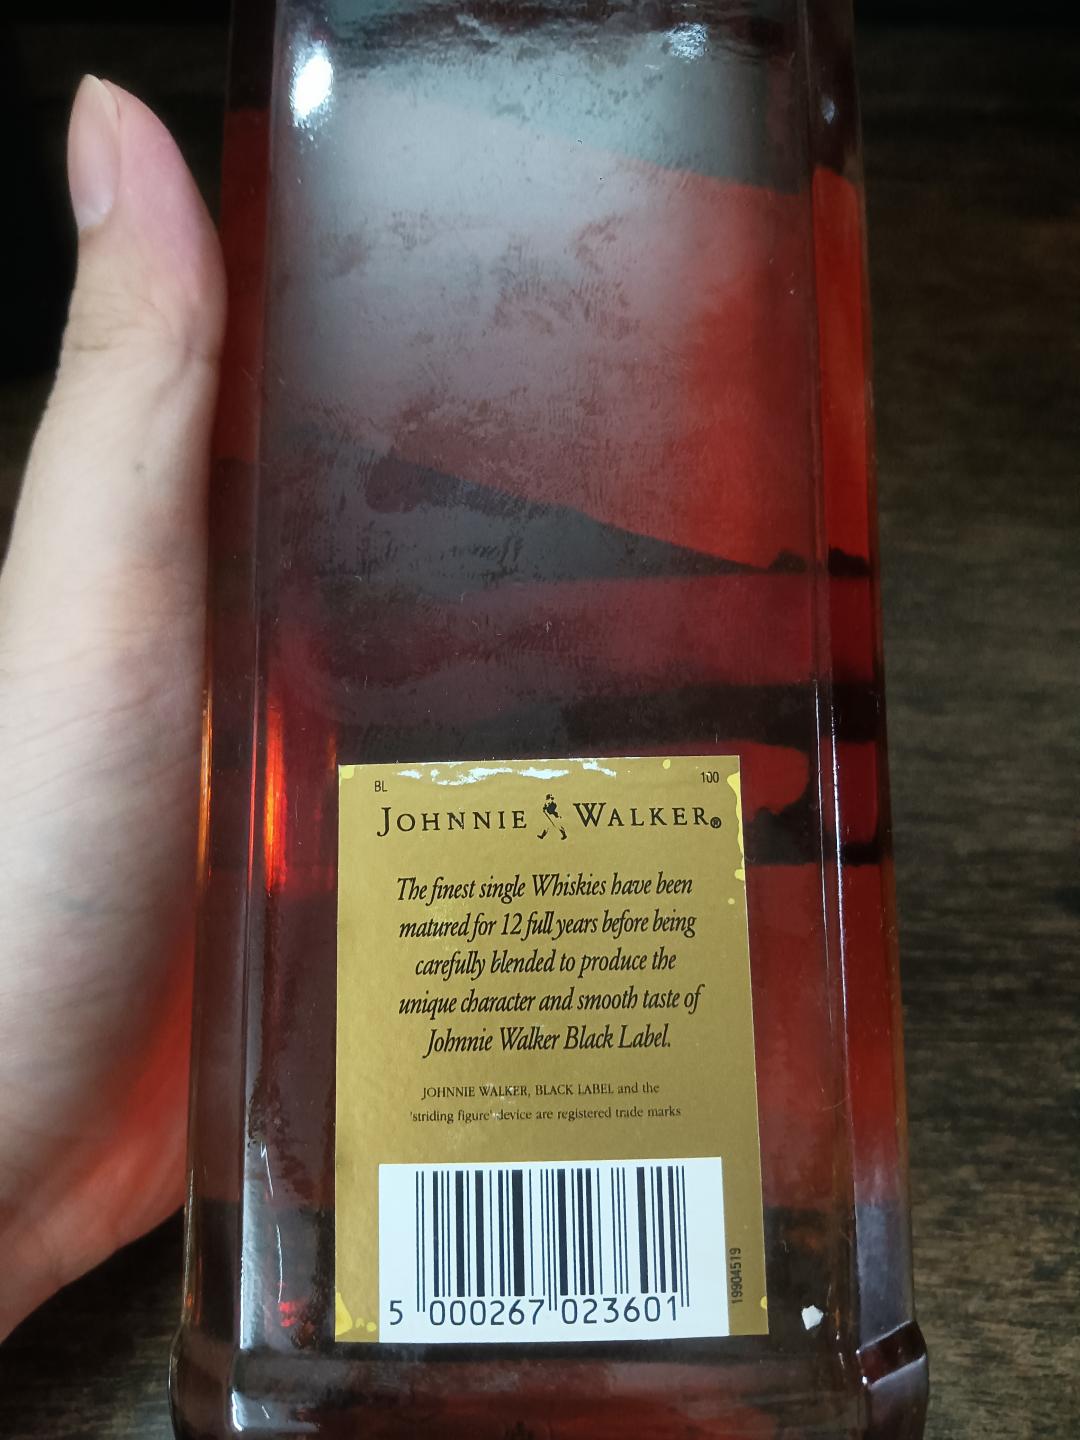 BL 100
JOHNNIE WALKER®
The finest single Whiskies have been
matured for 12 full years before being
carefully blended to produce the
unique character and smooth taste of
Johnnie Walker Black Label.
JOHNNIE WALKER, BLACK LABEL and the
'striding figure' device are registered trade marks
19904519
5 000267 023601